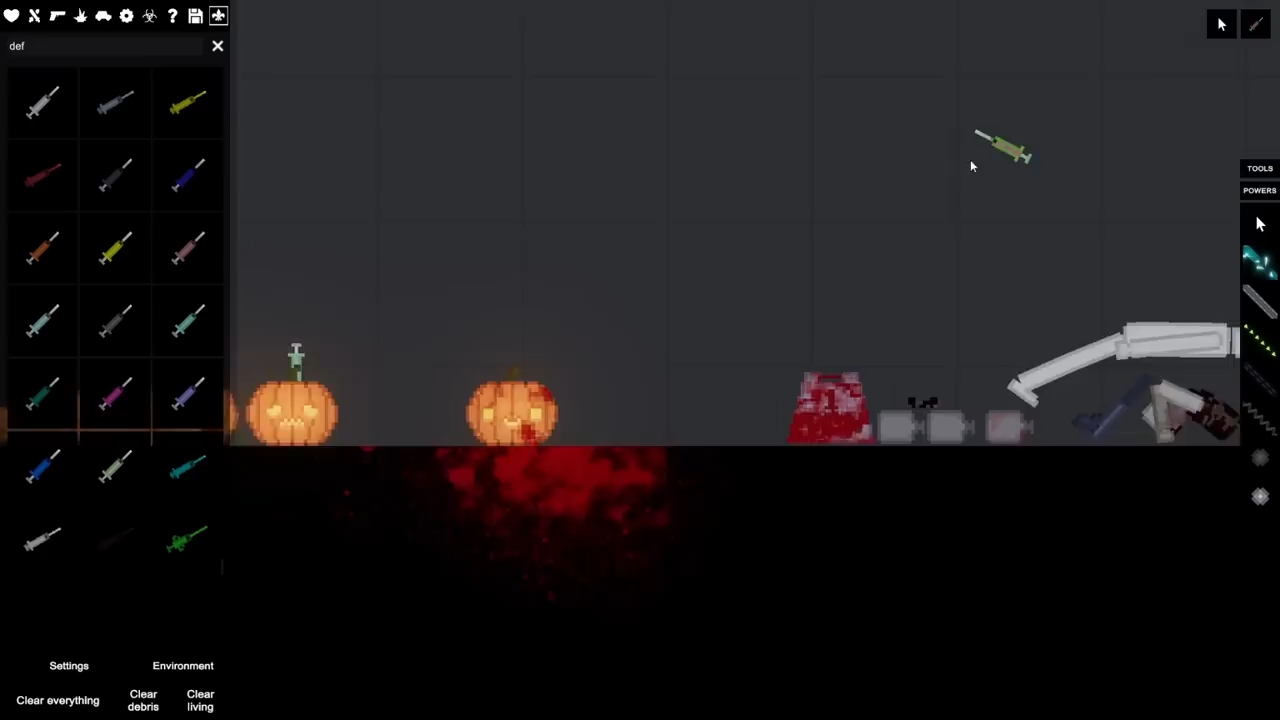 def
TOOLS
POWERS
Settings
Environment
Clear everything
Clear
debris
Clear
living